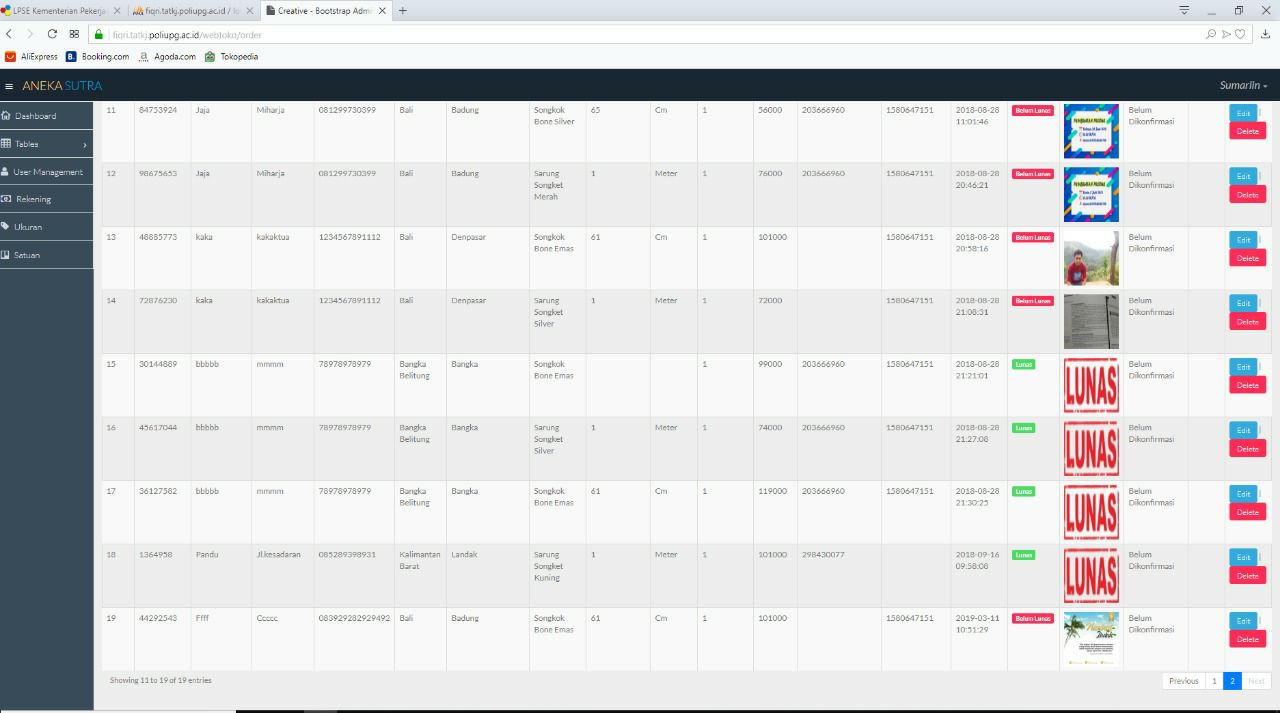 LPSE Kementerian Pekerja
fiqri.tatkj.poliupg.ac.id / lo
Creative - Bootstrap Adm
fiqri.tatkj.poliupg.ac.id/webtoko/order
AliExpress Booking.com Agoda.com Tokopedia
ANEKA SUTRA
Sumarlin
Dashboard
Tables
User Management
Rekening
Ukuran
Satuan
11 84753924 Jaja Miharja 081299730399 Bali Badung Songkok Bone Silver 65 Cm 1 56000 203666960 1580647151 2018-08-28 11:01:46 Belum Lunas Belum Dikonfirmasi Edit | Delete
12 98675653 Jaja Miharja 081299730399 Bali Badung Sarung Songket Merah 1 Meter 1 76000 203666960 1580647151 2018-08-28 20:46:21 Belum Lunas Belum Dikonfirmasi Edit | Delete
13 48885773 kaka kakaktua 1234567891112 Bali Denpasar Songkok Bone Emas 61 Cm 1 101000 1580647151 2018-08-28 20:58:16 Belum Lunas Belum Dikonfirmasi Edit | Delete
14 72876230 kaka kakaktua 1234567891112 Bali Denpasar Sarung Songket Silver 1 Meter 1 72000 1580647151 2018-08-28 21:08:31 Belum Lunas Belum Dikonfirmasi Edit | Delete
15 30144889 bbbbb mmmm Bangka Belitung Bangka Songkok Bone Emas 1 99000 203666960 1580647151 2018-08-28 21:21:01 Lunas LUNAS Belum Dikonfirmasi Edit | Delete
16 45617044 bbbbb mmmm Bangka Belitung Bangka Sarung Songket Silver 1 Meter 1 74000 203666960 1580647151 2018-08-28 21:27:08 Lunas LUNAS Belum Dikonfirmasi Edit | Delete
17 36127582 bbbbb mmmm Bangka Belitung Bangka Songkok Bone Emas 61 Cm 1 119000 203666960 1580647151 2018-08-28 21:30:25 Lunas LUNAS Belum Dikonfirmasi Edit | Delete
18 1364958 Pandu Jl.kesadaran 085289398931 Kalimantan Barat Landak Sarung Songket Kuning 1 Meter 1 101000 2018-09-16 09:58:08 Lunas LUNAS Belum Dikonfirmasi Edit | Delete
19 44292543 Ffff Ccccc Bali Badung Songkok Bone Emas 61 Cm 1 101000 1580647151 2019-03-11 10:51:29 Belum Lunas Belum Dikonfirmasi Edit | Delete
Showing 11 to 19 of 19 entries
Previous 1 2 Next